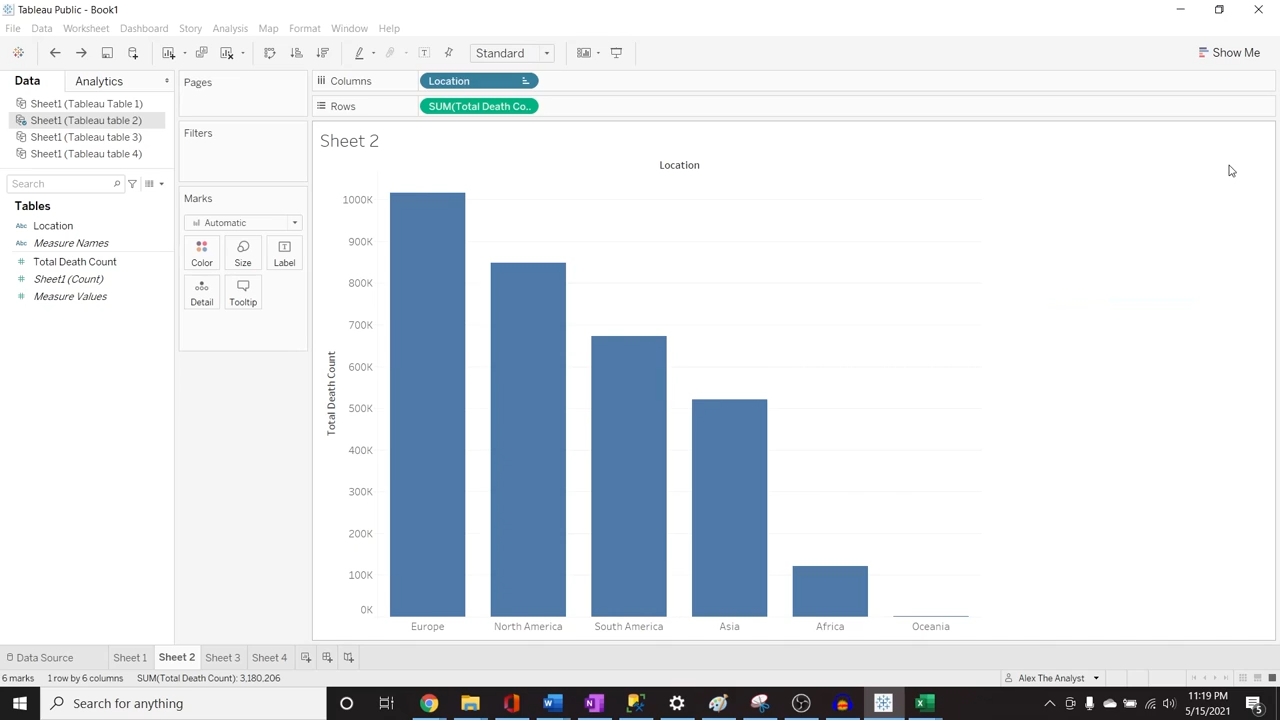 Tableau Public - Book1
File Data Worksheet Dashboard Story Analysis Map Format Window Help
Standard
Show Me
Data Analytics
Sheet1 (Tableau Table 1)
Sheet1 (Tableau table 2)
Sheet1 (Tableau table 3)
Sheet1 (Tableau table 4)
Search
Tables
Abc Location
Abc Measure Names
# Total Death Count
# Sheet1 (Count)
# Measure Values
Pages
Filters
Marks
Automatic
Color Size Label
Detail Tooltip
Columns Location
Rows SUM(Total Death Co..
Sheet 2
Location
Total Death Count
1000K
900K
800K
700K
600K
500K
400K
300K
200K
100K
0K
Europe North America South America Asia Africa Oceania
Data Source Sheet 1 Sheet 2 Sheet 3 Sheet 4
6 marks 1 row by 6 columns SUM(Total Death Count): 3,180,206
Alex The Analyst
Search for anything
11:19 PM
5/15/2021
5